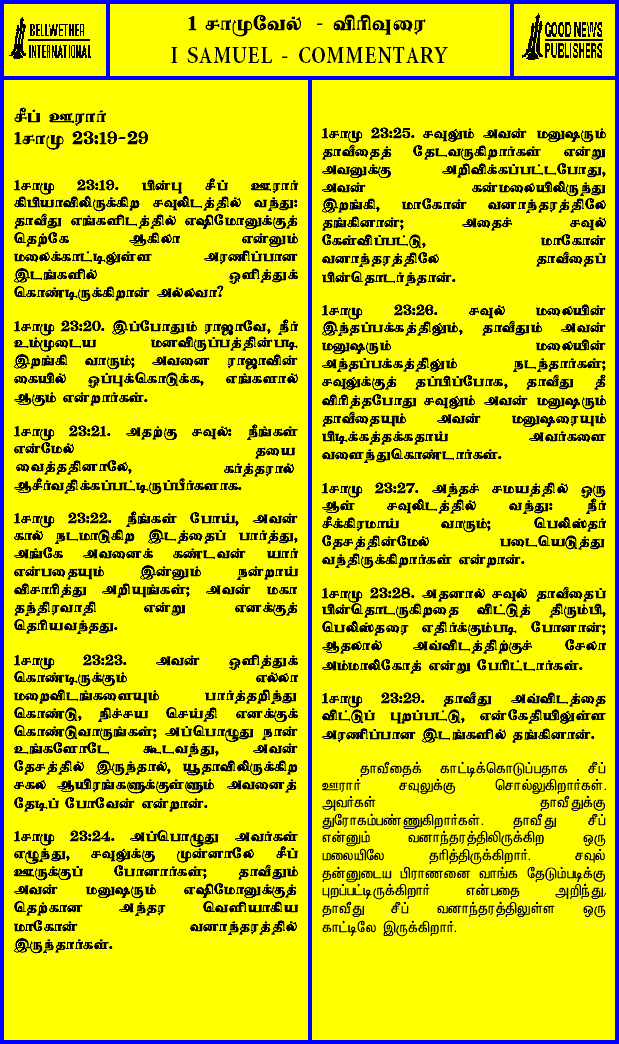 BELLWETHER
INTERNATIONAL
1 சாமுவேல் - விரிவுரை
I SAMUEL - COMMENTARY
GOOD NEWS
PUBLISHERS
சீப் ஊரார்
1சாமு 23:19-29
1சாமு 23:19. பின்பு சீப் ஊரார்
கிபியாவிலிருக்கிற சவுலிடத்தில் வந்து:
தாவீது எங்களிடத்தில் எஷிமோனுக்குத்
தெற்கே ஆகிலா என்னும்
மலைக்காட்டிலுள்ள அரணிப்பான
இடங்களில் ஒளித்துக்
கொண்டிருக்கிறான் அல்லவா?
1சாமு 23:20. இப்போதும் ராஜாவே, நீர்
உம்முடைய மனவிருப்பத்தின்படி
இறங்கி வாரும்; அவனை ராஜாவின்
கையில் ஒப்புக்கொடுக்க, எங்களால்
ஆகும் என்றார்கள்.
1சாமு 23:21. அதற்கு சவுல்: நீங்கள்
என்மேல் தயை
வைத்ததினாலே, கர்த்தரால்
ஆசீர்வதிக்கப்பட்டிருப்பீர்களாக.
1சாமு 23:22. நீங்கள் போய், அவன்
கால் நடமாடுகிற இடத்தைப் பார்த்து,
அங்கே அவனைக் கண்டவன் யார்
என்பதையும் இன்னும் நன்றாய்
விசாரித்து அறியுங்கள்; அவன் மகா
தந்திரவாதி என்று எனக்குத்
தெரியவந்தது.
1சாமு 23:23. அவன் ஒளித்துக்
கொண்டிருக்கும் எல்லா
மறைவிடங்களையும் பார்த்தறிந்து
கொண்டு, நிச்சய செய்தி எனக்குக்
கொண்டுவாருங்கள்; அப்பொழுது நான்
உங்களோடே கூடவந்து, அவன்
தேசத்தில் இருந்தால், யூதாவிலிருக்கிற
சகல ஆயிரங்களுக்குள்ளும் அவனைத்
தேடிப் போவேன் என்றான்.
1சாமு 23:24. அப்பொழுது அவர்கள்
எழுந்து, சவுலுக்கு முன்னாலே சீப்
ஊருக்குப் போனார்கள்; தாவீதும்
அவன் மனுஷரும் எஷிமோனுக்குத்
தெற்கான அந்தர வெளியாகிய
மாகோன் வனாந்தரத்தில்
இருந்தார்கள்.
1சாமு 23:25. சவுலும் அவன் மனுஷரும்
தாவீதைத் தேடவருகிறார்கள் என்று
அவனுக்கு அறிவிக்கப்பட்டபோது,
அவன் கன்மலையிலிருந்து
இறங்கி, மாகோன் வனாந்தரத்திலே
தங்கினான்; அதைச் சவுல்
கேள்விப்பட்டு, மாகோன்
வனாந்தரத்திலே தாவீதைப்
பின்தொடர்ந்தான்.
1சாமு 23:26. சவுல் மலையின்
இந்தப்பக்கத்திலும், தாவீதும் அவன்
மனுஷரும் மலையின்
அந்தப்பக்கத்திலும் நடந்தார்கள்;
சவுலுக்குத் தப்பிப்போக, தாவீது தீ
விரித்தபோது சவுலும் அவன் மனுஷரும்
தாவீதையும் அவன் மனுஷரையும்
பிடிக்கத்தக்கதாய் அவர்களை
வளைந்துகொண்டார்கள்.
1சாமு 23:27. அந்தச் சமயத்தில் ஒரு
ஆள் சவுலிடத்தில் வந்து: நீர்
சீக்கிரமாய் வாரும்; பெலிஸ்தர்
தேசத்தின்மேல் படையெடுத்து
வந்திருக்கிறார்கள் என்றான்.
1சாமு 23:28. அதனால் சவுல் தாவீதைப்
பின்தொடருகிறதை விட்டுத் திரும்பி,
பெலிஸ்தரை எதிர்க்கும்படி போனான்;
ஆதலால் அவ்விடத்திற்குச் சேலா
அம்மாலிகோத் என்று பேரிட்டார்கள்.
1சாமு 23:29. தாவீது அவ்விடத்தை
விட்டுப் புறப்பட்டு, என்கேதியிலுள்ள
அரணிப்பான இடங்களில் தங்கினான்.
தாவீதைக் காட்டிக்கொடுப்பதாக சீப்
ஊரார் சவுலுக்கு சொல்லுகிறார்கள்.
அவர்கள் தாவீதுக்கு
துரோகம்பண்ணுகிறார்கள். தாவீது சீப்
என்னும் வனாந்தரத்திலிருக்கிற ஒரு
மலையிலே தரித்திருக்கிறார். சவுல்
தன்னுடைய பிராணனை வாங்க தேடும்படிக்கு
புறப்பட்டிருக்கிறார் என்பதை அறிந்து,
தாவீது சீப் வனாந்தரத்திலுள்ள ஒரு
காட்டிலே இருக்கிறார்.